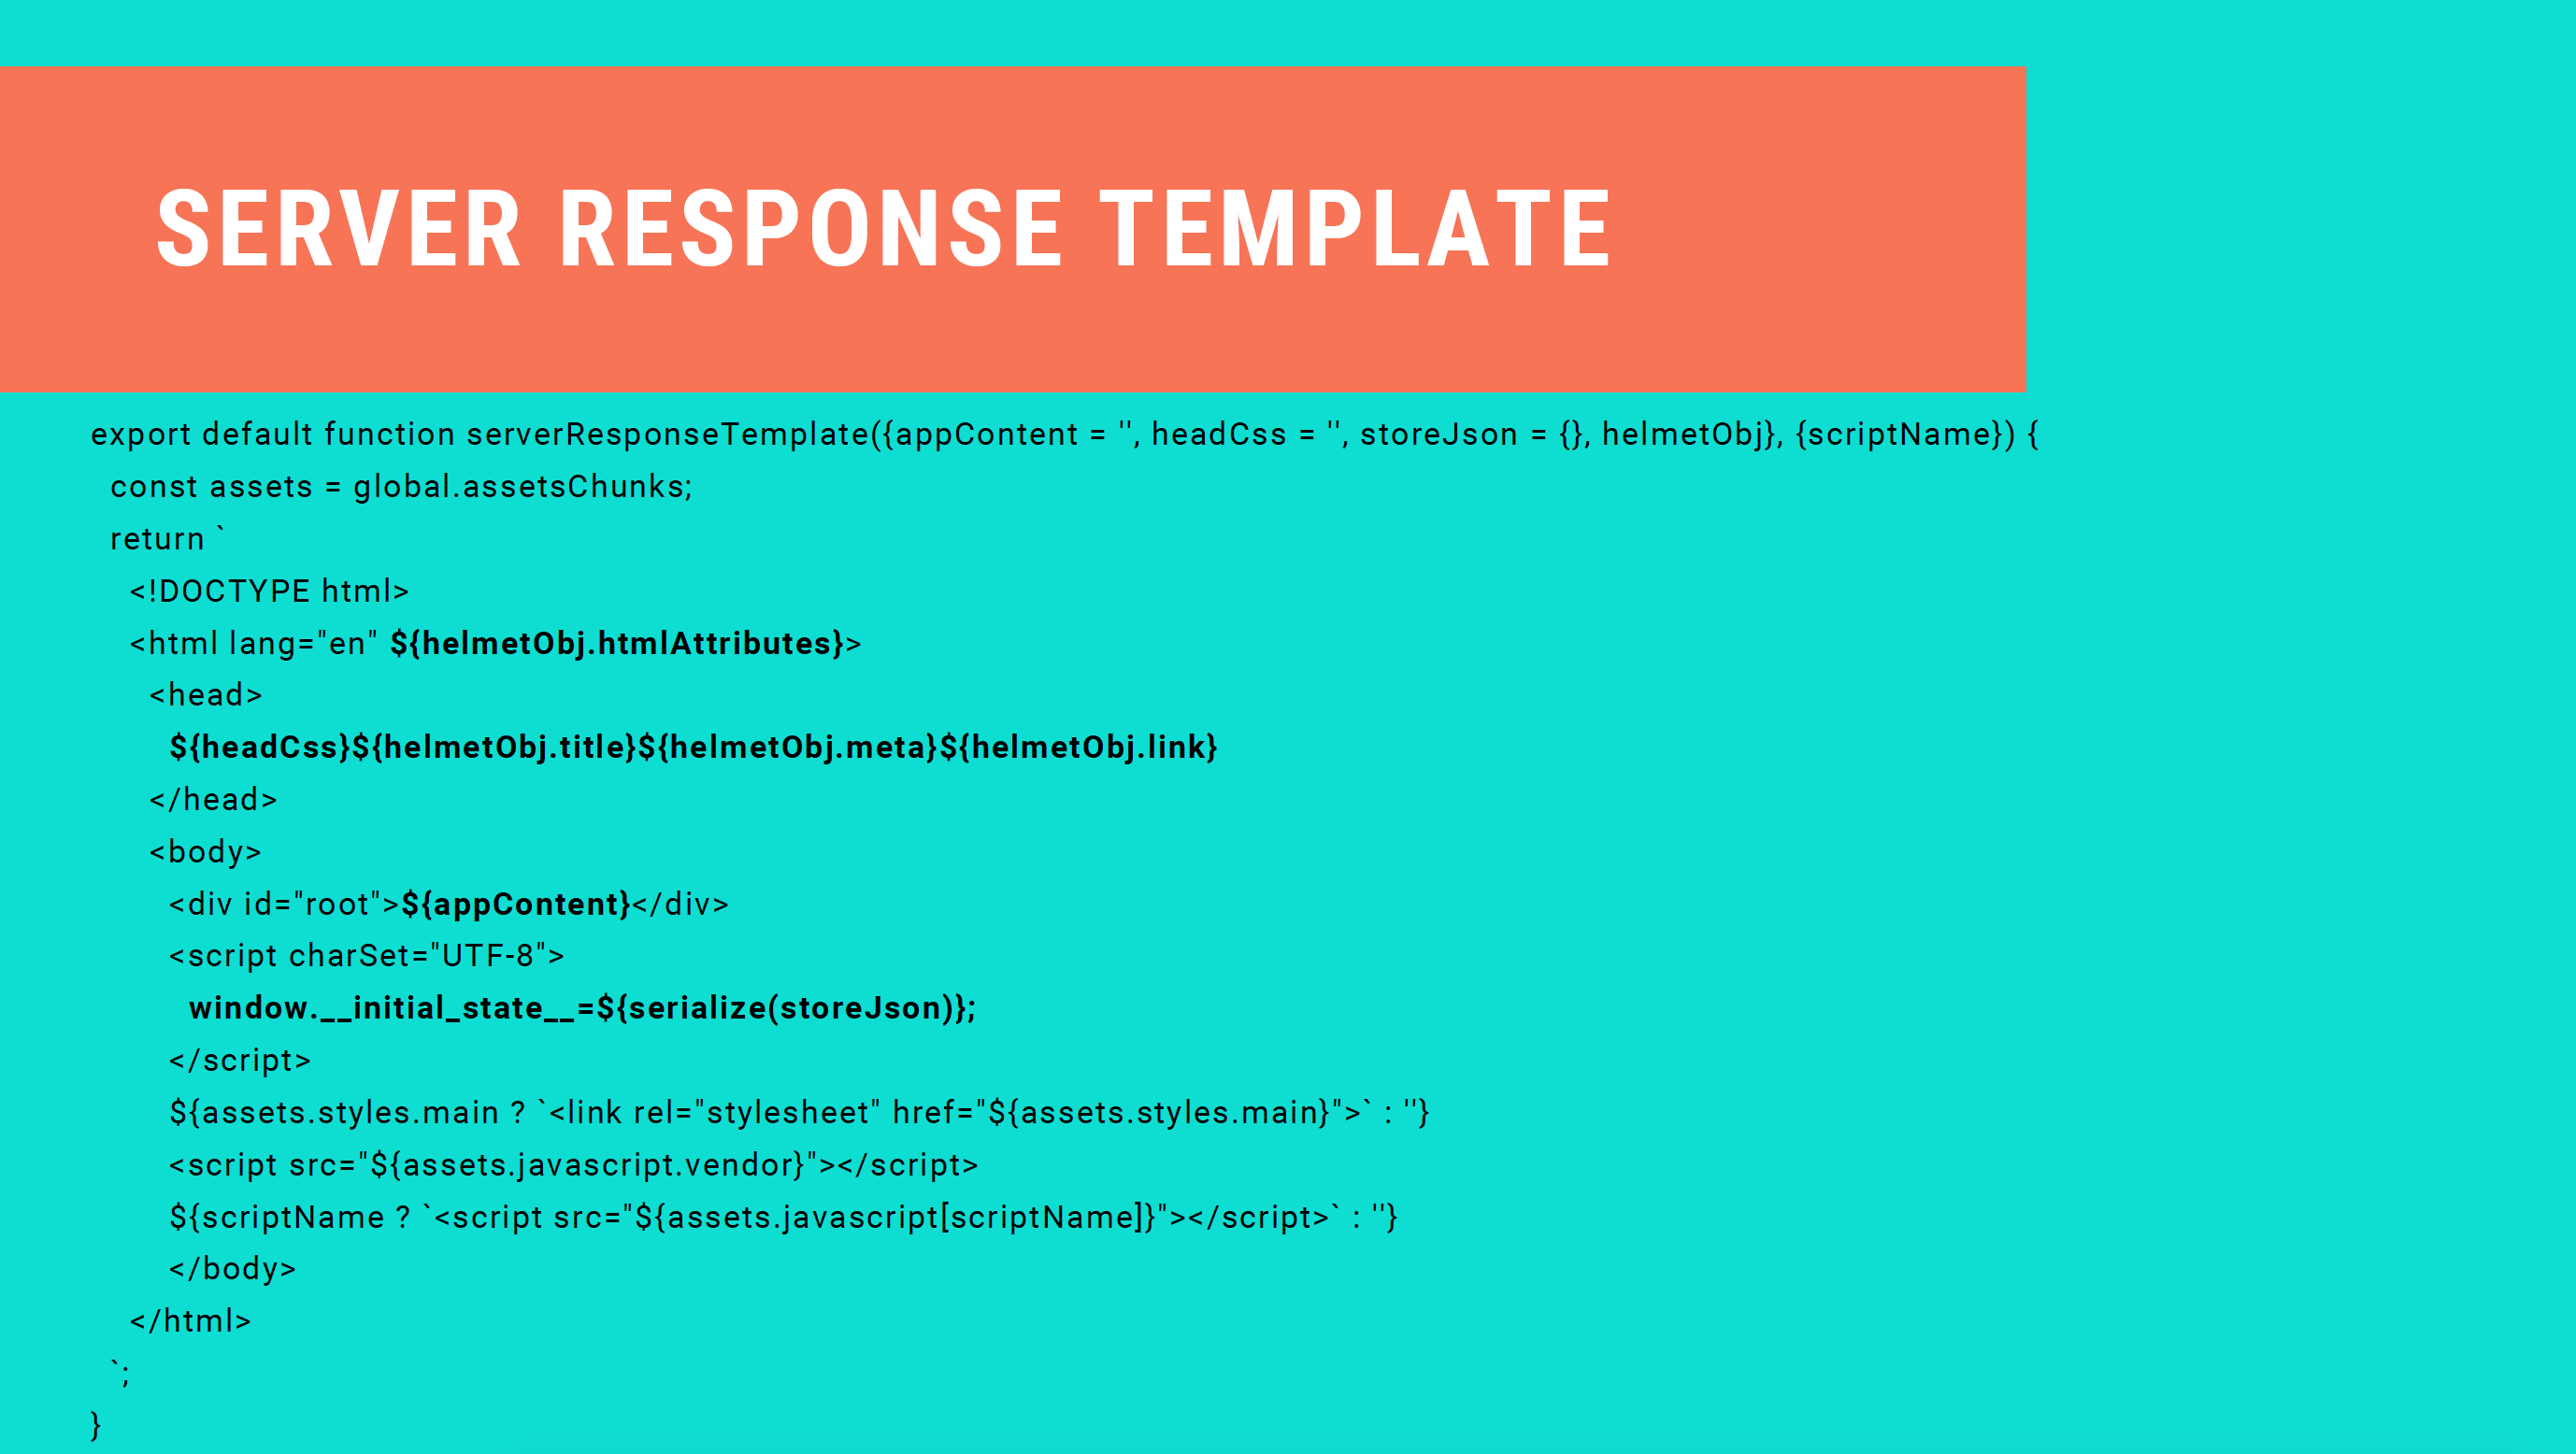 SERVER RESPONSE TEMPLATE
export default function serverResponseTemplate({appContent = '', headCss = '', storeJson = {}, helmetObj}, {scriptName}) {
const assets = global.assetsChunks;
return `
<!DOCTYPE html>
<html lang="en" ${helmetObj.htmlAttributes}>
<head>
${headCss}${helmetObj.title}${helmetObj.meta}${helmetObj.link}
</head>
<body>
<div id="root">${appContent}</div>
<script charSet="UTF-8">
window.__initial_state__=${serialize(storeJson)};
</script>
${assets.styles.main ? `<link rel="stylesheet" href="${assets.styles.main}">` : ''}
<script src="${assets.javascript.vendor}"></script>
${scriptName ? `<script src="${assets.javascript[scriptName]}"></script>` : ''}
</body>
</html>
`;
}